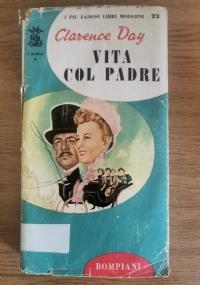 I PIÙ FAMOSI LIBRI MODERNI . 23
Clarence Day
VITA
COL PADRE
BOMPIANI